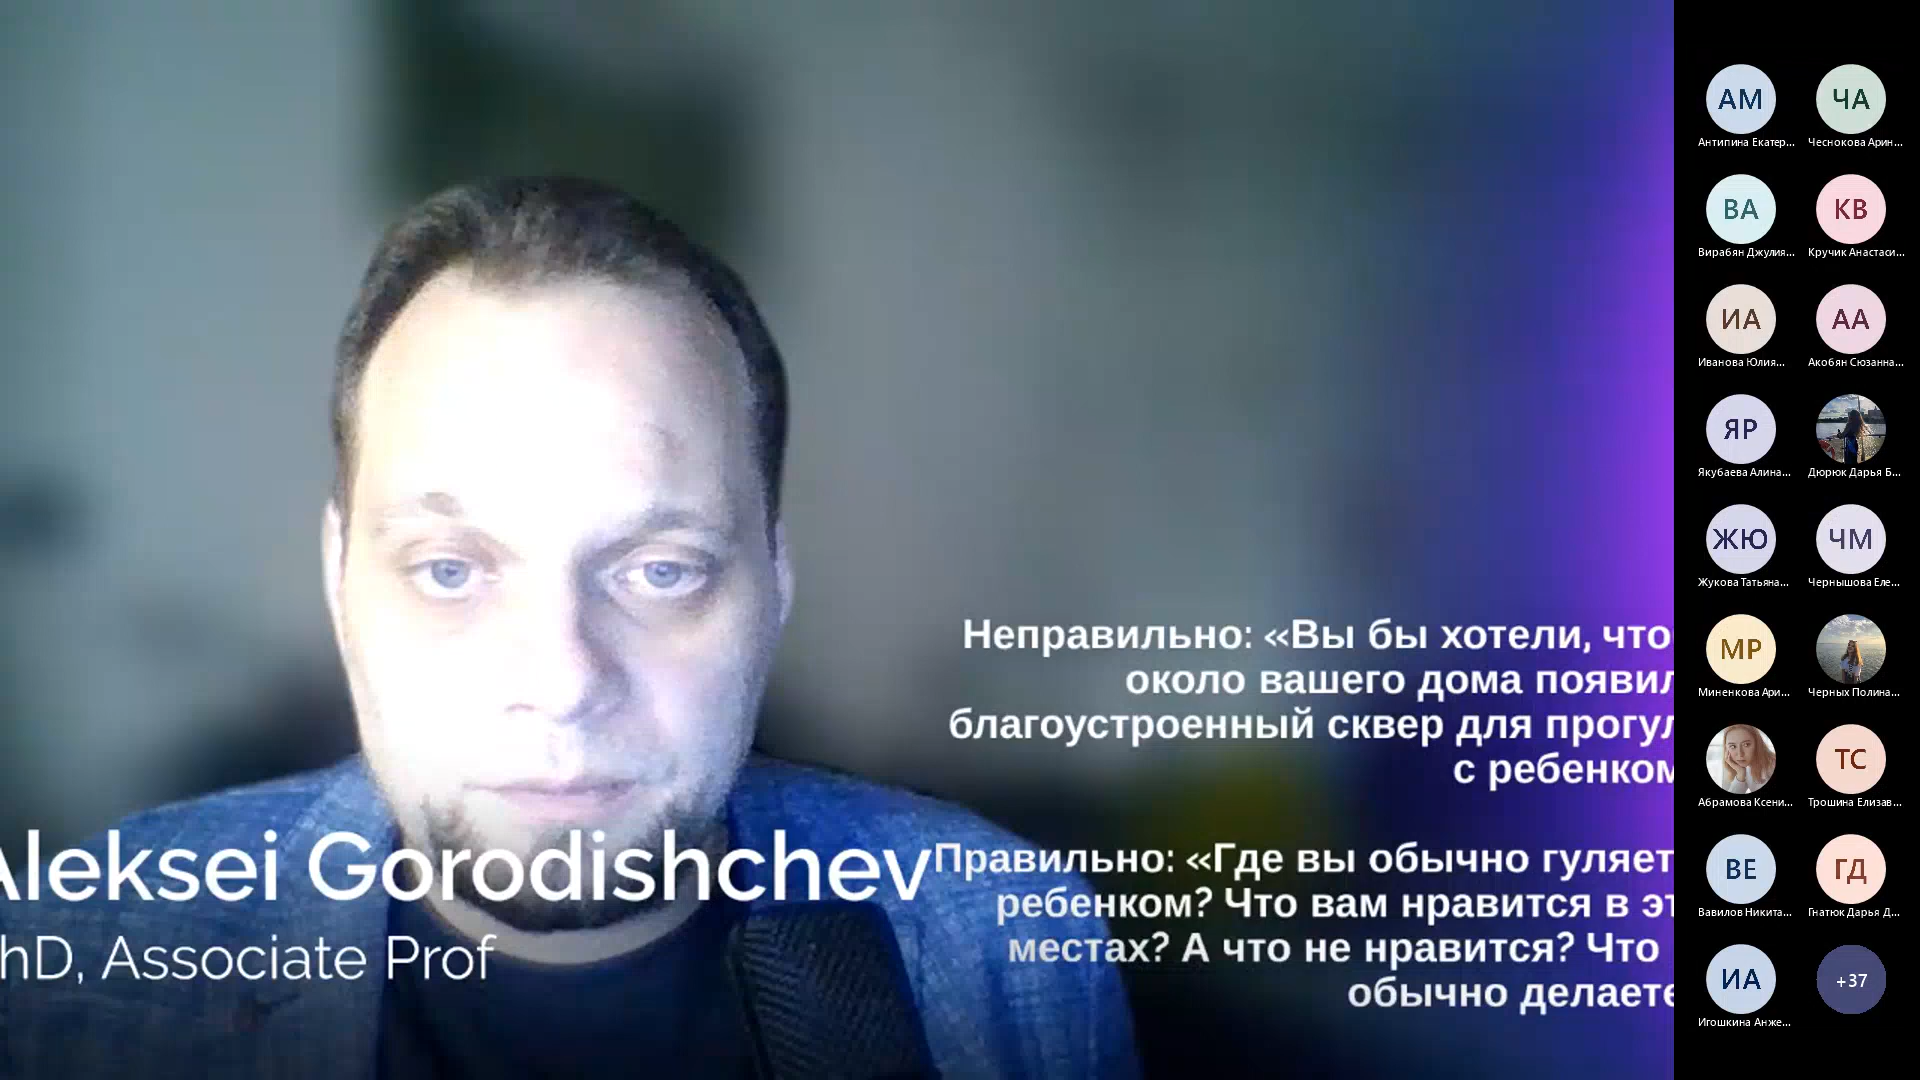 Неправильно: «Вы бы хотели, что
около вашего дома появил
благоустроенный сквер для прогул
с ребенком
Aleksei Gorodishchev
Правильно: «Где вы обычно гуляет
ребенком? Что вам нравится в эт
местах? А что не нравится? Что
обычно делаете
hD, Associate Prof
АМ
Антипина Екатер...
ЧА
Чеснокова Арин...
ВА
Вирабян Джулия...
КВ
Кручик Анастаси...
ИА
Иванова Юлия...
АА
Акобян Сюзанна...
ЯР
Якубаева Алина...
Дюрюк Дарья Б...
ЖЮ
Жукова Татьяна...
ЧМ
Чернышова Еле...
МР
Миненкова Ари...
Черных Полина...
Абрамова Ксени...
ТС
Трошина Елизав...
ВЕ
Вавилов Никита...
ГД
Гнатюк Дарья Д...
ИА
Игошкина Анже...
+37